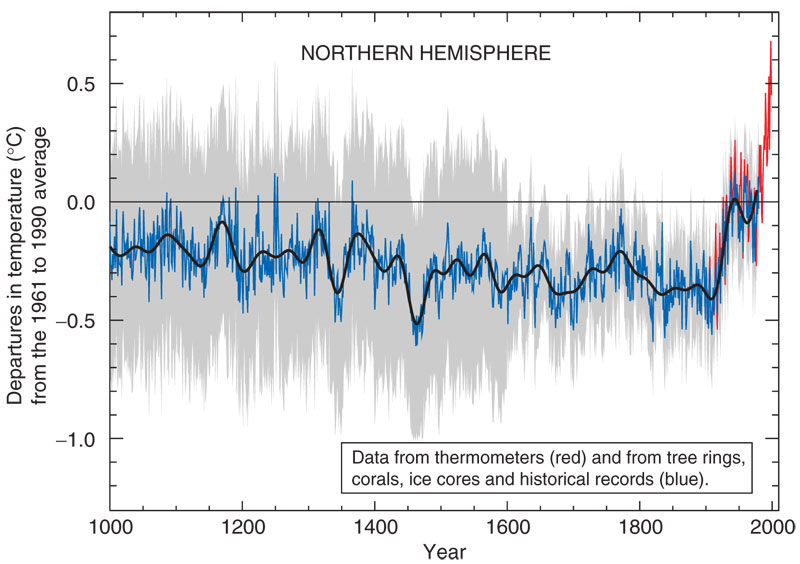 NORTHERN HEMISPHERE
Departures in temperature (°C)
from the 1961 to 1990 average
0.5
0.0
−0.5
−1.0
Data from thermometers (red) and from tree rings,
corals, ice cores and historical records (blue).
1000 1200 1400 1600 1800 2000
Year